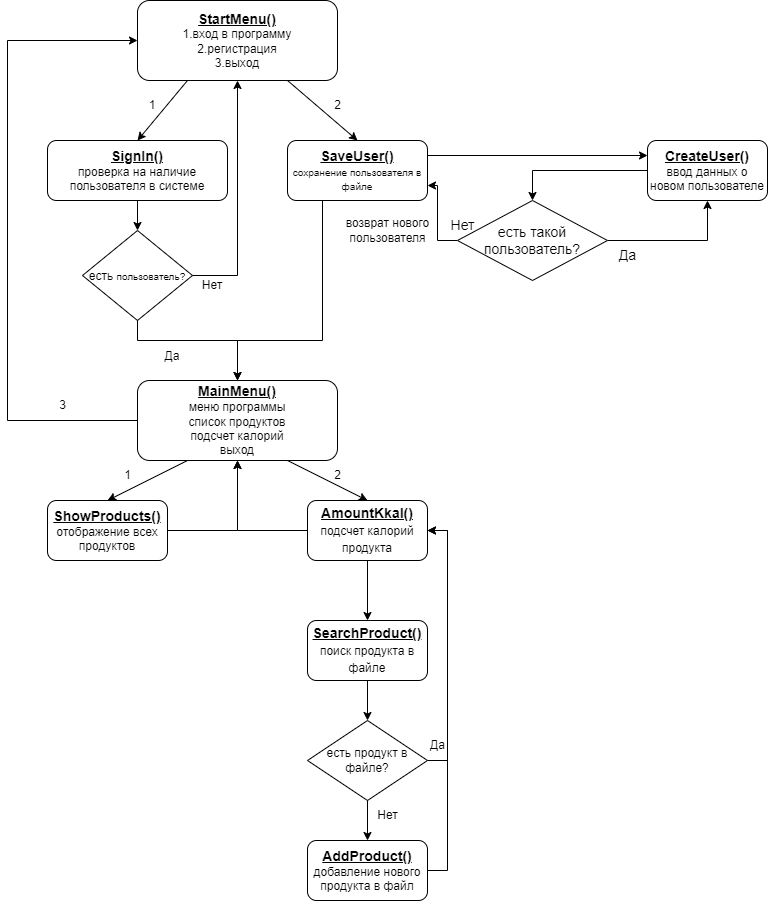 StartMenu()
1.вход в программу
2.регистрация
3.выход
1
2
SignIn()
проверка на наличие
пользователя в системе
SaveUser()
сохранение пользователя в
файле
CreateUser()
ввод данных о
новом пользователе
возврат нового
пользователя
Нет
есть такой
пользователь?
Да
есть пользователь?
Нет
Да
MainMenu()
меню программы
список продуктов
подсчет калорий
выход
3
1
2
ShowProducts()
отображение всех
продуктов
AmountKkal()
подсчет калорий
продукта
SearchProduct()
поиск продукта в
файле
есть продукт в
файле?
Да
Нет
AddProduct()
добавление нового
продукта в файл